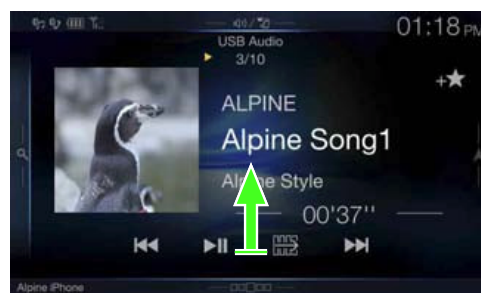 01:18 PM
USB Audio
3/10
ALPINE
Alpine Song1
Alpine Style
00'37''
Alpine iPhone